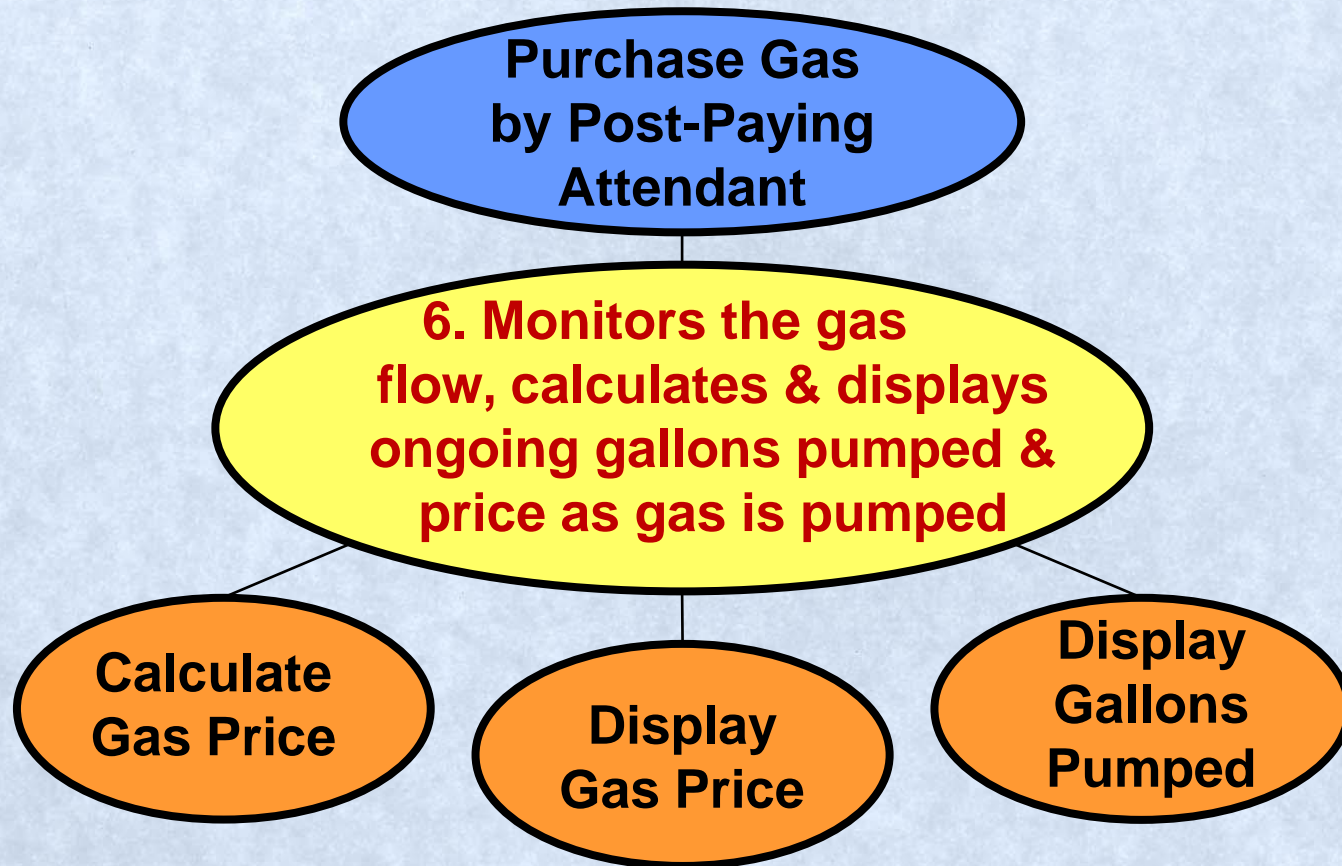 Purchase Gas
by Post-Paying
Attendant
6. Monitors the gas
flow, calculates & displays
ongoing gallons pumped &
price as gas is pumped
Calculate
Gas Price
Display
Gas Price
Display
Gallons
Pumped